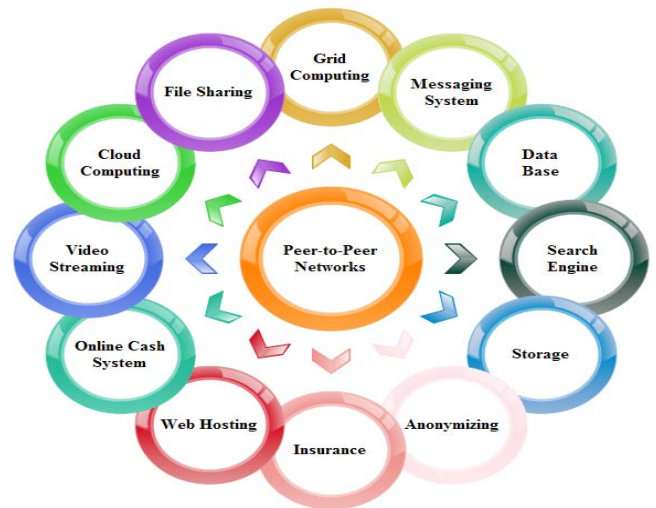 Grid
Computing
Messaging
System
Data
Base
Search
Engine
Storage
Anonymizing
Insurance
Web Hosting
Online Cash
System
Video
Streaming
Cloud
Computing
File Sharing
Peer-to-Peer
Networks